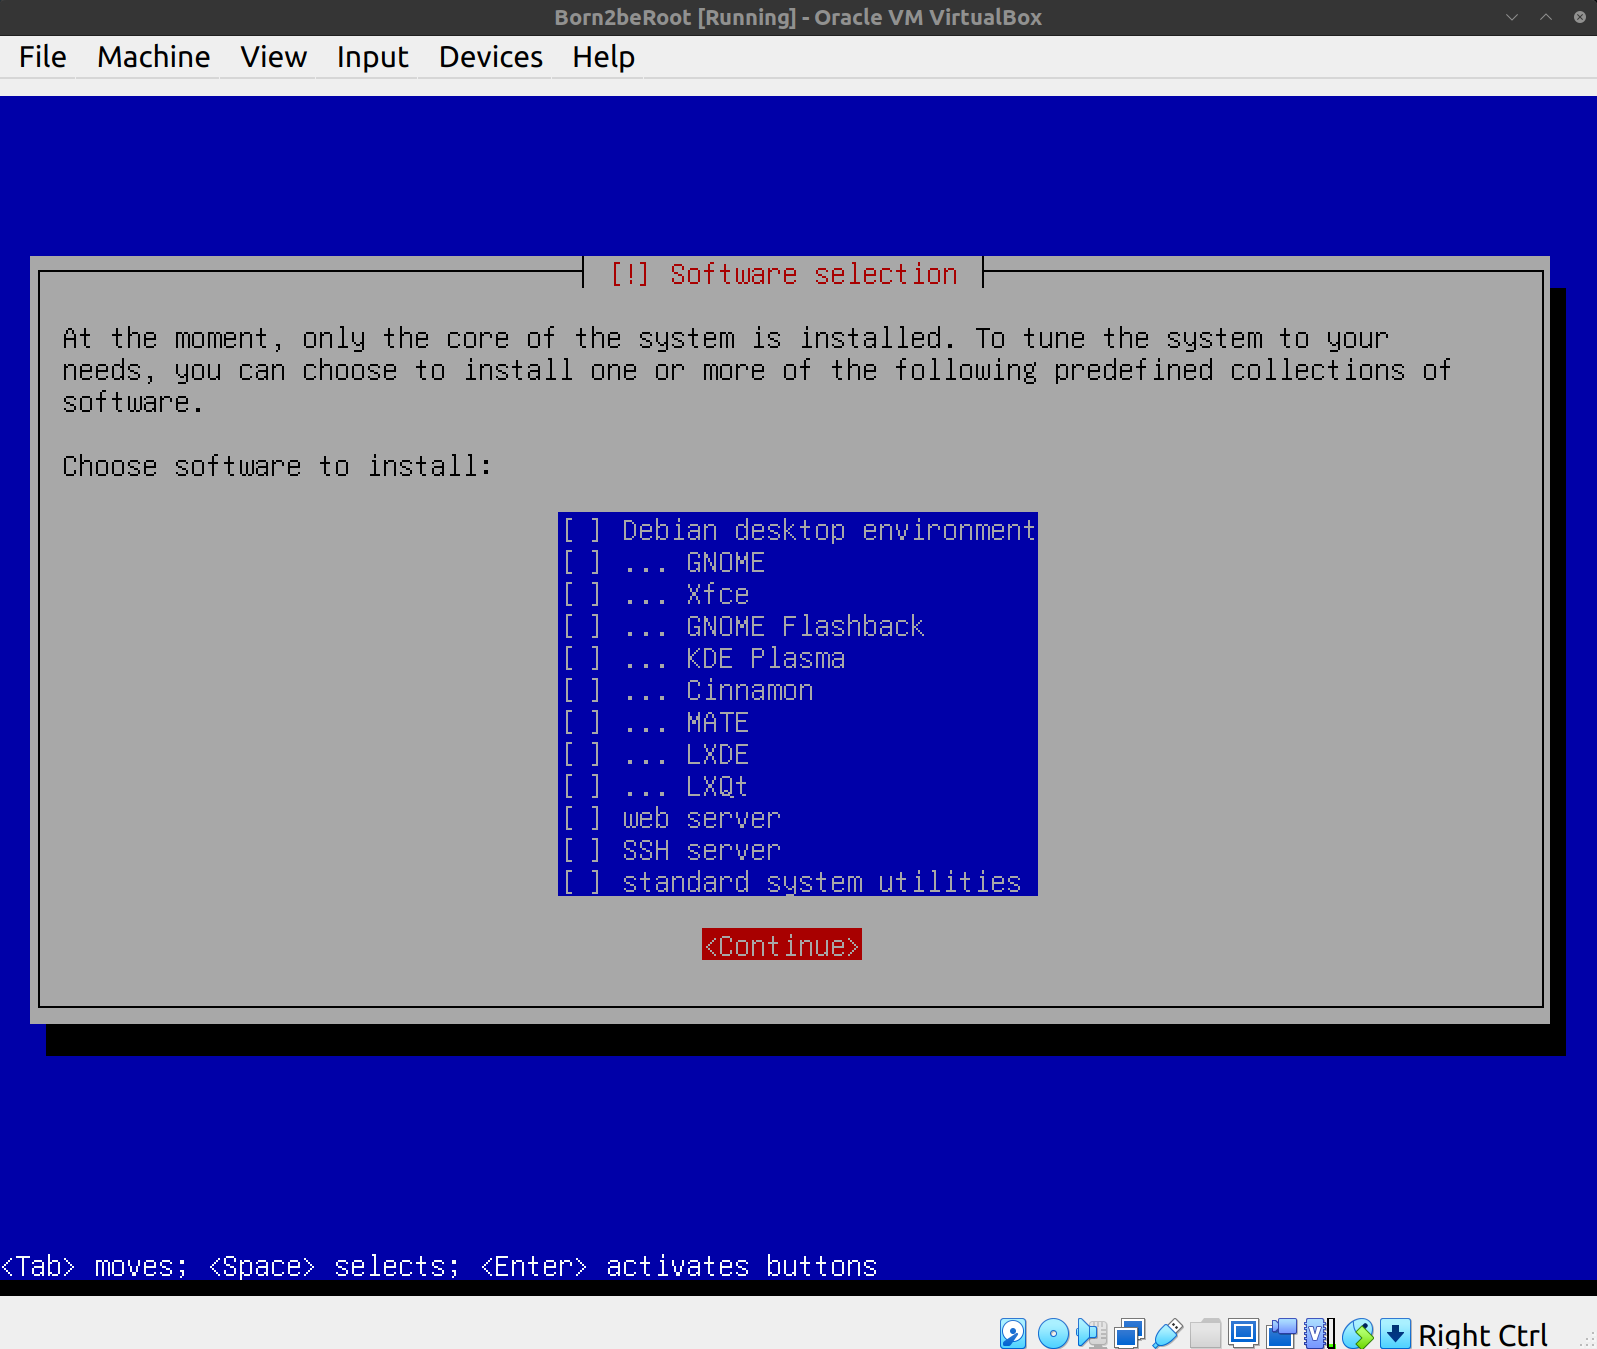 Born2beRoot [Running] - Oracle VM VirtualBox
File Machine View Input Devices Help
[!] Software selection
At the moment, only the core of the system is installed. To tune the system to your
needs, you can choose to install one or more of the following predefined collections of
software.
Choose software to install:
[ ] Debian desktop environment
[ ] ... GNOME
[ ] ... Xfce
[ ] ... GNOME Flashback
[ ] ... KDE Plasma
[ ] ... Cinnamon
[ ] ... MATE
[ ] ... LXDE
[ ] ... LXQt
[ ] web server
[ ] SSH server
[ ] standard system utilities
<Continue>
<Tab> moves; <Space> selects; <Enter> activates buttons
Right Ctrl